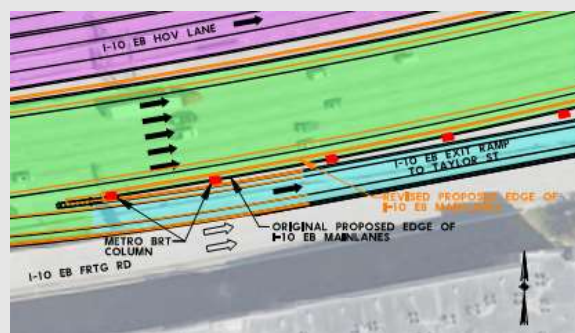 I-10 EB HOV LANE
I-10 EB EXIT RAMP
TO TAYLOR ST
REVISED PROPOSED EDGE OF
I-10 EB MAINLANES
METRO BRT
COLUMN
ORIGINAL PROPOSED EDGE OF
I-10 EB MAINLANES
I-10 EB FRTG RD